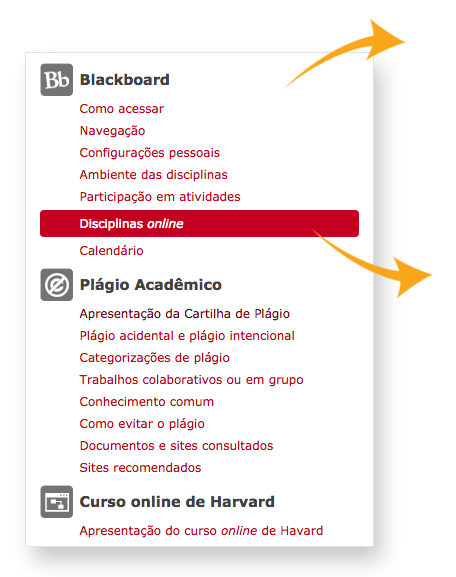 Bb Blackboard
Como acessar
Navegação
Configurações pessoais
Ambiente das disciplinas
Participação em atividades
Disciplinas online
Calendário
Plágio Acadêmico
Apresentação da Cartilha de Plágio
Plágio acidental e plágio intencional
Categorizações de plágio
Trabalhos colaborativos ou em grupo
Conhecimento comum
Como evitar o plágio
Documentos e sites consultados
Sites recomendados
Curso online de Harvard
Apresentação do curso online de Havard